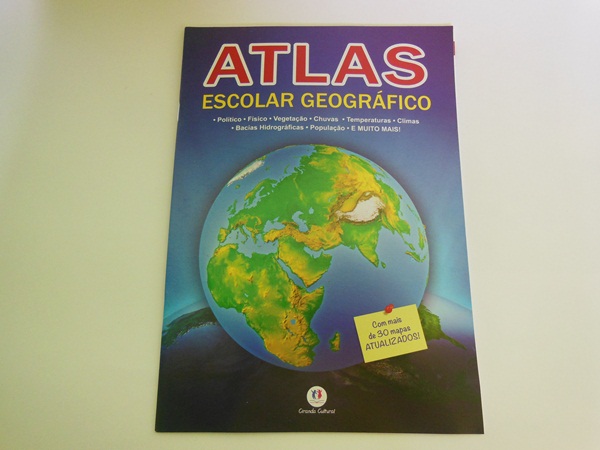 ATLAS
ESCOLAR GEOGRÁFICO
• Político • Físico • Vegetação • Chuvas • Temperaturas • Climas
• Bacias Hidrográficas • População • E MUITO MAIS!
Com mais
de 30 mapas
ATUALIZADOS!
Ciranda Cultural